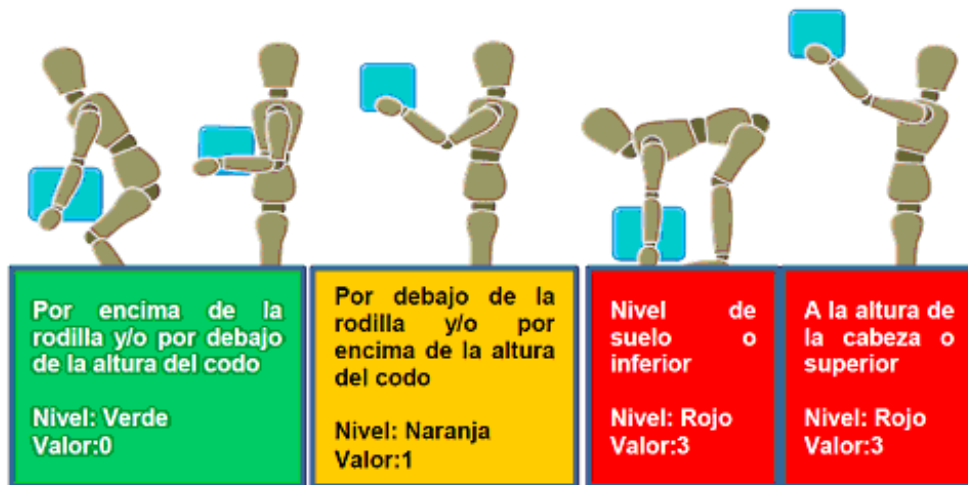 Por encima de la
rodilla y/o por debajo
de la altura del codo
Nivel: Verde
Valor:0
Por debajo de la
rodilla y/o por
encima de la altura
del codo
Nivel: Naranja
Valor:1
Nivel de
suelo o
inferior
Nivel: Rojo
Valor:3
A la altura de
la cabeza o
superior
Nivel: Rojo
Valor:3